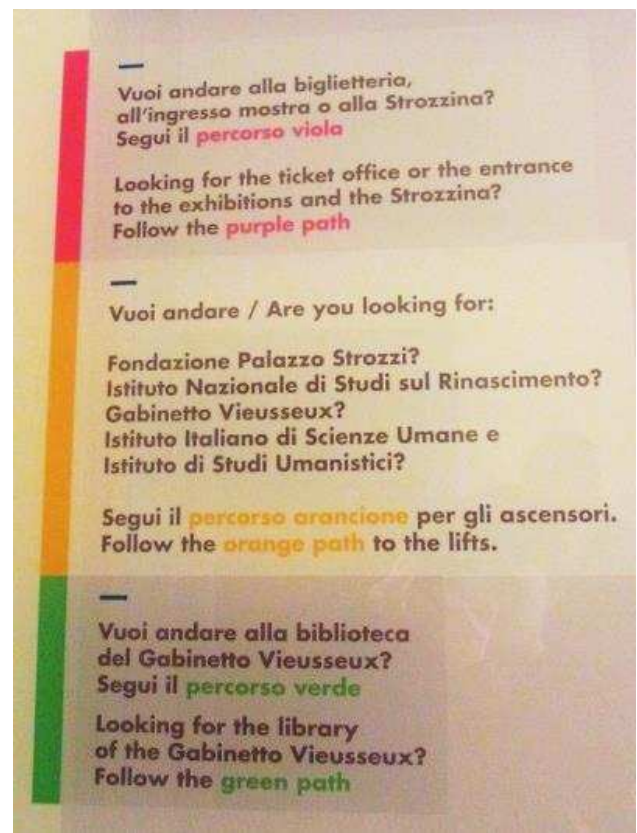 Vuoi andare alla biglietteria,
all'ingresso mostra o alla Strozzina?
Segui il percorso viola
Looking for the ticket office or the entrance
to the exhibitions and the Strozzina?
Follow the purple path
Vuoi andare / Are you looking for:
Fondazione Palazzo Strozzi?
Istituto Nazionale di Studi sul Rinascimento?
Gabinetto Vieusseux?
Istituto Italiano di Scienze Umane e
Istituto di Studi Umanistici?
Segui il percorso arancione per gli ascensori.
Follow the orange path to the lifts.
Vuoi andare alla biblioteca
del Gabinetto Vieusseux?
Segui il percorso verde
Looking for the library
of the Gabinetto Vieusseux?
Follow the green path